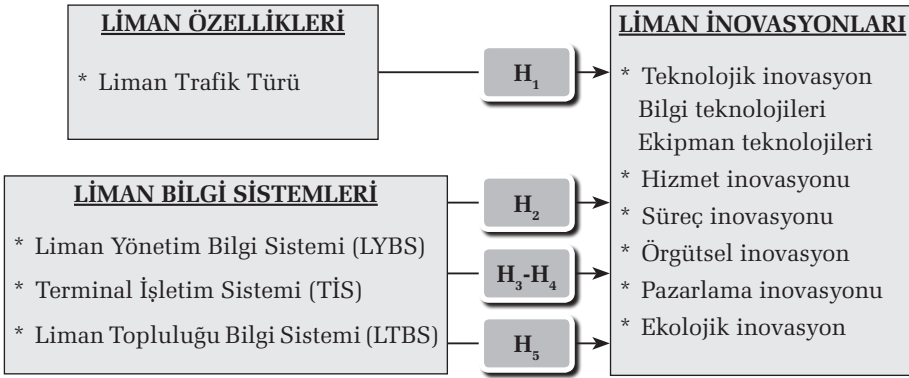 LİMAN ÖZELLİKLERİ
* Liman Trafik Türü
H₁
LİMAN BİLGİ SİSTEMLERİ
* Liman Yönetim Bilgi Sistemi (LYBS)
* Terminal İşletim Sistemi (TİS)
* Liman Topluluğu Bilgi Sistemi (LTBS)
H₂
H₃-H₄
H₅
LİMAN İNOVASYONLARI
* Teknolojik inovasyon
Bilgi teknolojileri
Ekipman teknolojileri
* Hizmet inovasyonu
* Süreç inovasyonu
* Örgütsel inovasyon
* Pazarlama inovasyonu
* Ekolojik inovasyon